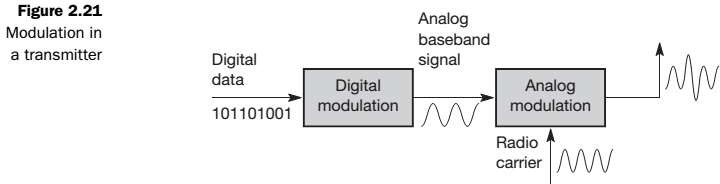 Figure 2.21
Modulation in
a transmitter
Digital
data
101101001
Digital
modulation
Analog
baseband
signal
Analog
modulation
Radio
carrier